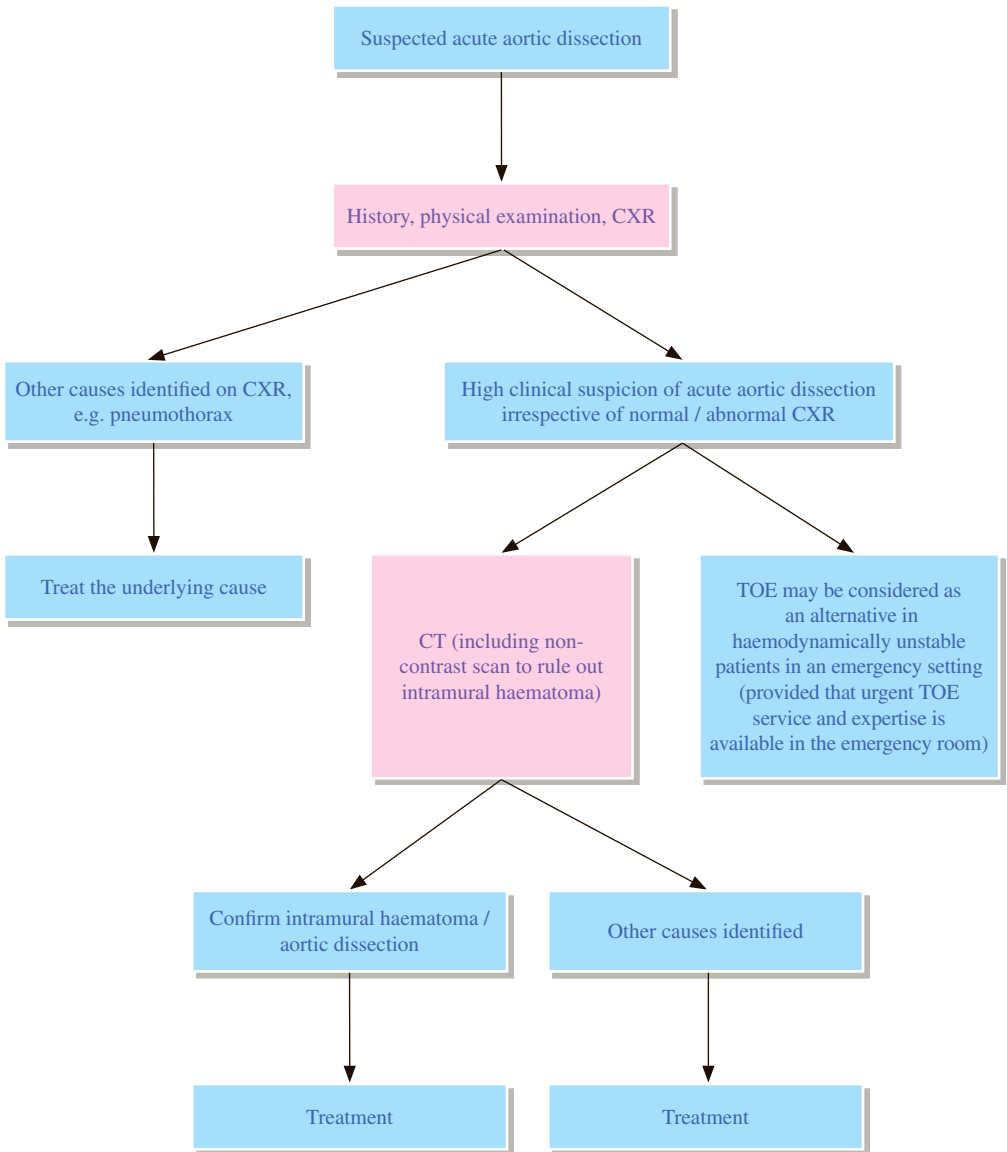 Suspected acute aortic dissection
History, physical examination, CXR
Other causes identified on CXR,
e.g. pneumothorax
High clinical suspicion of acute aortic dissection
irrespective of normal / abnormal CXR
Treat the underlying cause
CT (including non-
contrast scan to rule out
intramural haematoma)
TOE may be considered as
an alternative in
haemodynamically unstable
patients in an emergency setting
(provided that urgent TOE
service and expertise is
available in the emergency room)
Confirm intramural haematoma /
aortic dissection
Other causes identified
Treatment
Treatment